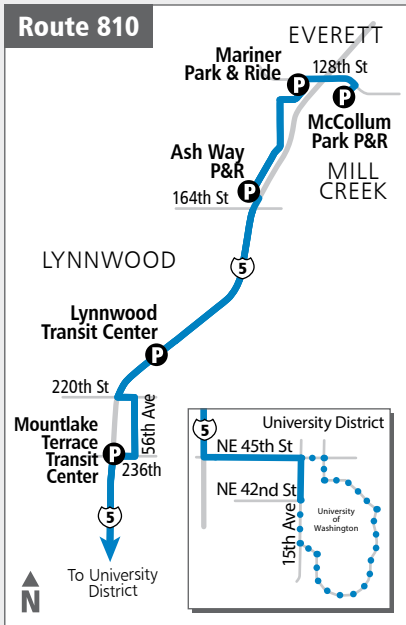 Route 810
EVERETT
Mariner
Park & Ride
128th St
P
P
McCollum
Park P&R
Ash Way
P&R
P
MILL
CREEK
164th St
LYNNWOOD
5
Lynnwood
Transit Center
P
220th St
56th Ave
Mountlake
Terrace
Transit
Center
P
236th
5
To University
District
N
University District
5
NE 45th St
NE 42nd St
15th Ave
University
of
Washington